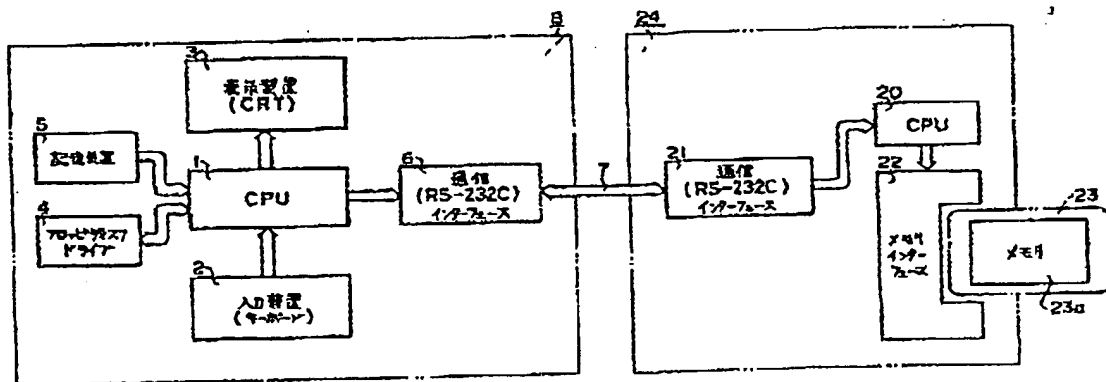 8
24
3
表示装置
(CRT)
5
記憶装置
1
CPU
4
フロッピーディスク
ドライブ
2
入力装置
(キーボード)
6
通信
(RS-232C)
インターフェース
7
21
通信
(RS-232C)
インターフェース
20
CPU
22
メモリ
インター
フェース
23
メモリ
23a